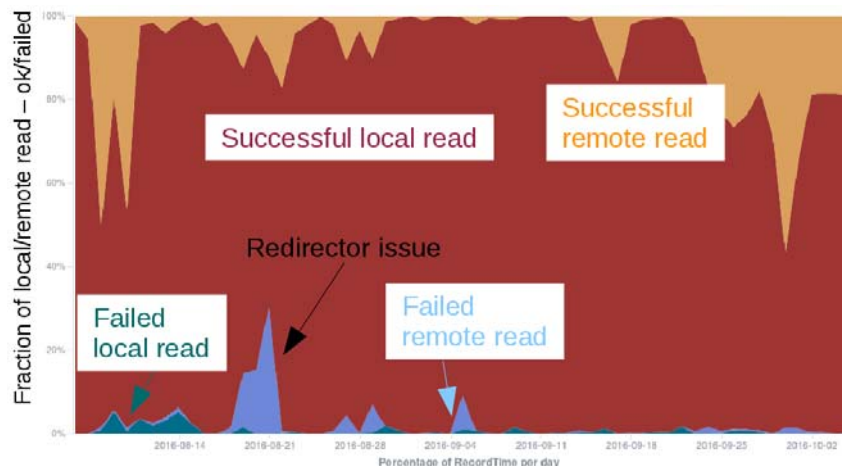 Fraction of local/remote read – ok/failed
100%
80%
60%
40%
20%
0%
Successful local read
Successful
remote read
Redirector issue
Failed
local read
Failed
remote read
2016-08-14
2016-08-21
2016-08-28
2016-09-04
2016-09-11
2016-09-18
2016-09-25
2016-10-02
Percentage of RecordTime per day